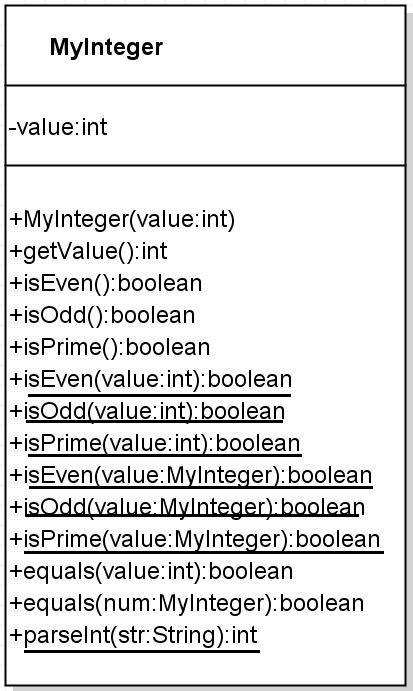 MyInteger
-value:int
+MyInteger(value:int)
+getValue():int
+isEven():boolean
+isOdd():boolean
+isPrime():boolean
+isEven(value:int):boolean
+isOdd(value:int):boolean
+isPrime(value:int):boolean
+isEven(value:MyInteger):boolean
+isOdd(value:MyInteger):boolean
+isPrime(value:MyInteger):boolean
+equals(value:int):boolean
+equals(num:MyInteger):boolean
+parseInt(str:String):int